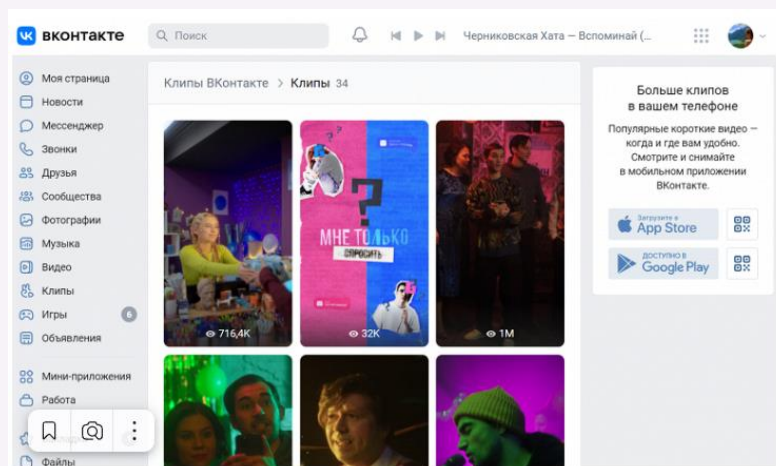 вконтакте
Поиск
Черниковская Хата — Вспоминай (...
Моя страница
Новости
Мессенджер
Звонки
Друзья
Сообщества
Фотографии
Музыка
Видео
Клипы
Игры
6
Объявления
Мини-приложения
Работа
Файлы
Клипы ВКонтакте > Клипы 34
МНЕ ТОЛЬКО
СПРОСИТЬ
716,4K
32K
1M
Больше клипов
в вашем телефоне
Популярные короткие видео —
когда и где вам удобно.
Смотрите и снимайте
в мобильном приложении
ВКонтакте.
Загрузите в
App Store
ДОСТУПНО В
Google Play